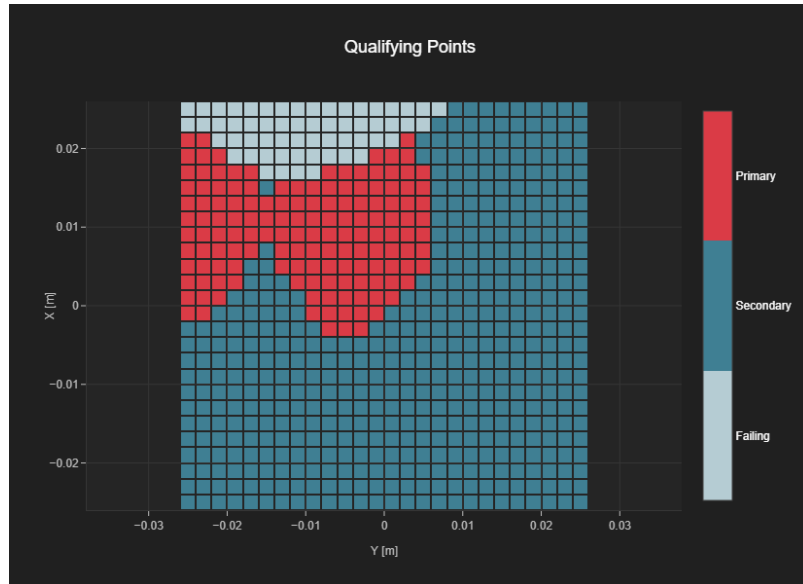 Qualifying Points
0.02
0.01
0
−0.01
−0.02
X [m]
−0.03
−0.02
−0.01
0
0.01
0.02
0.03
Y [m]
Primary
Secondary
Failing